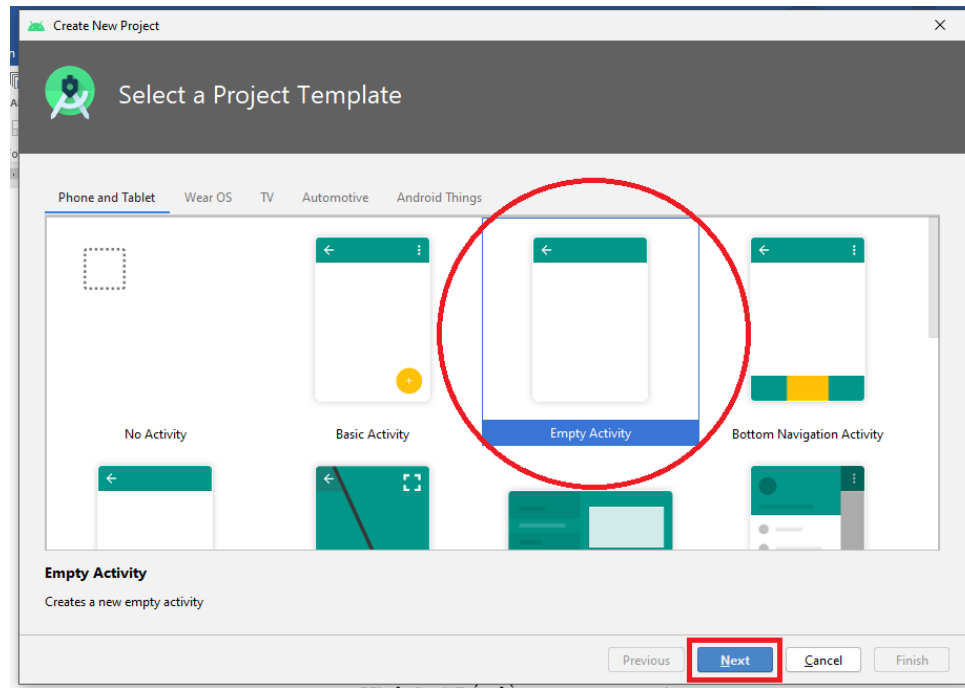 Create New Project
Select a Project Template
Phone and Tablet Wear OS TV Automotive Android Things
No Activity Basic Activity Empty Activity Bottom Navigation Activity
Empty Activity
Creates a new empty activity
Previous Next Cancel Finish